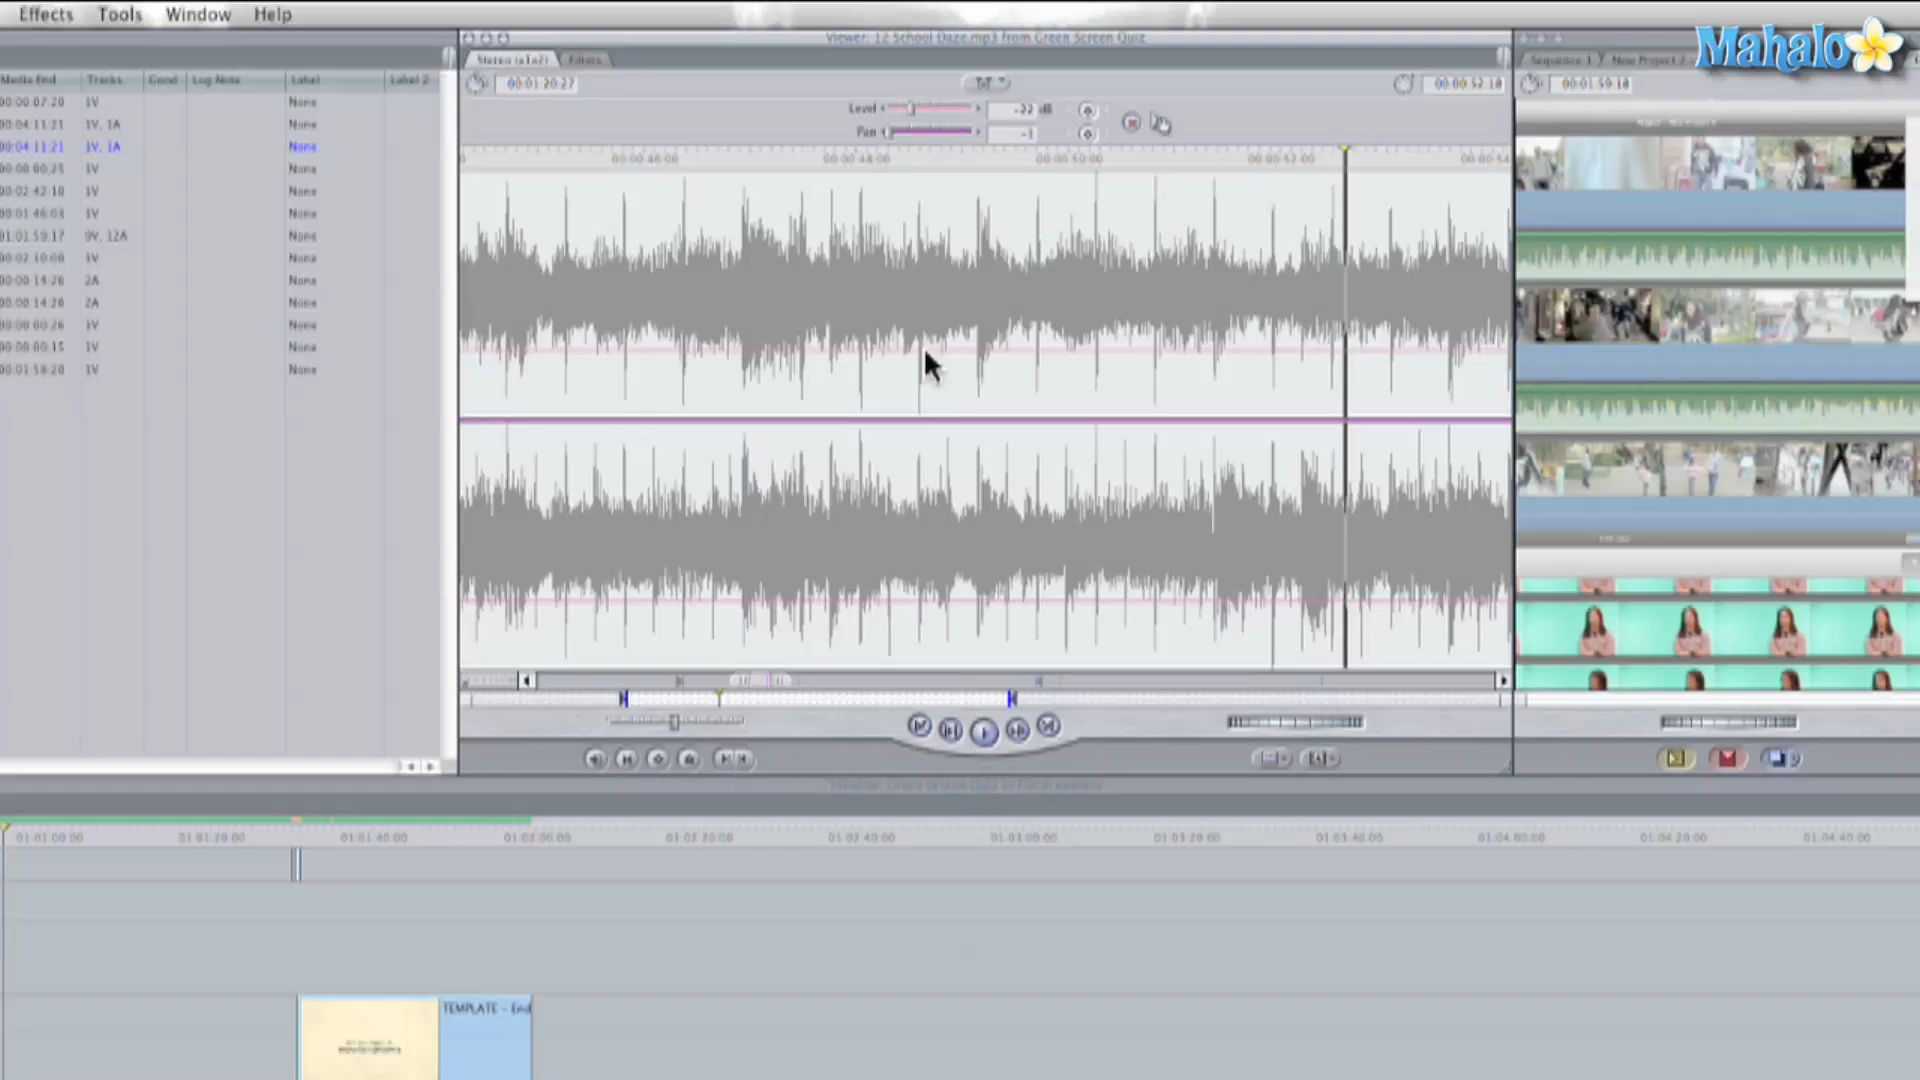 Effects Tools Window Help
Mahalo
Viewer: 12 School Daze.mp3 from Green Screen Quiz
Stereo (a1a2) Filters
Sequence 1 New Project 2
00:01:20:27
00:00:52:10
00:01:59:18
Media End Tracks Good Log Note Label Label 2
Level -22 dB
Pan -1
00:00:46:00 00:00:48:00 00:00:50:00 00:00:52:00 00:00:54
00:00:07:20 1V None
00:04:11:21 1V, 1A None
00:04:11:21 1V, 1A None
00:00:00:25 1V None
00:02:42:10 1V None
00:01:46:03 1V None
01:01:59:17 9V, 12A None
00:02:10:00 1V None
00:00:14:26 2A None
00:00:14:26 2A None
00:00:00:26 1V None
00:00:00:15 1V None
00:01:58:20 1V None
01:01:00:00 01:01:20:00 01:01:40:00 01:02:00:00 01:02:20:00 01:02:40:00 01:03:00:00 01:03:20:00 01:03:40:00 01:04:00:00 01:04:20:00 01:04:40:00
TEMPLATE - End